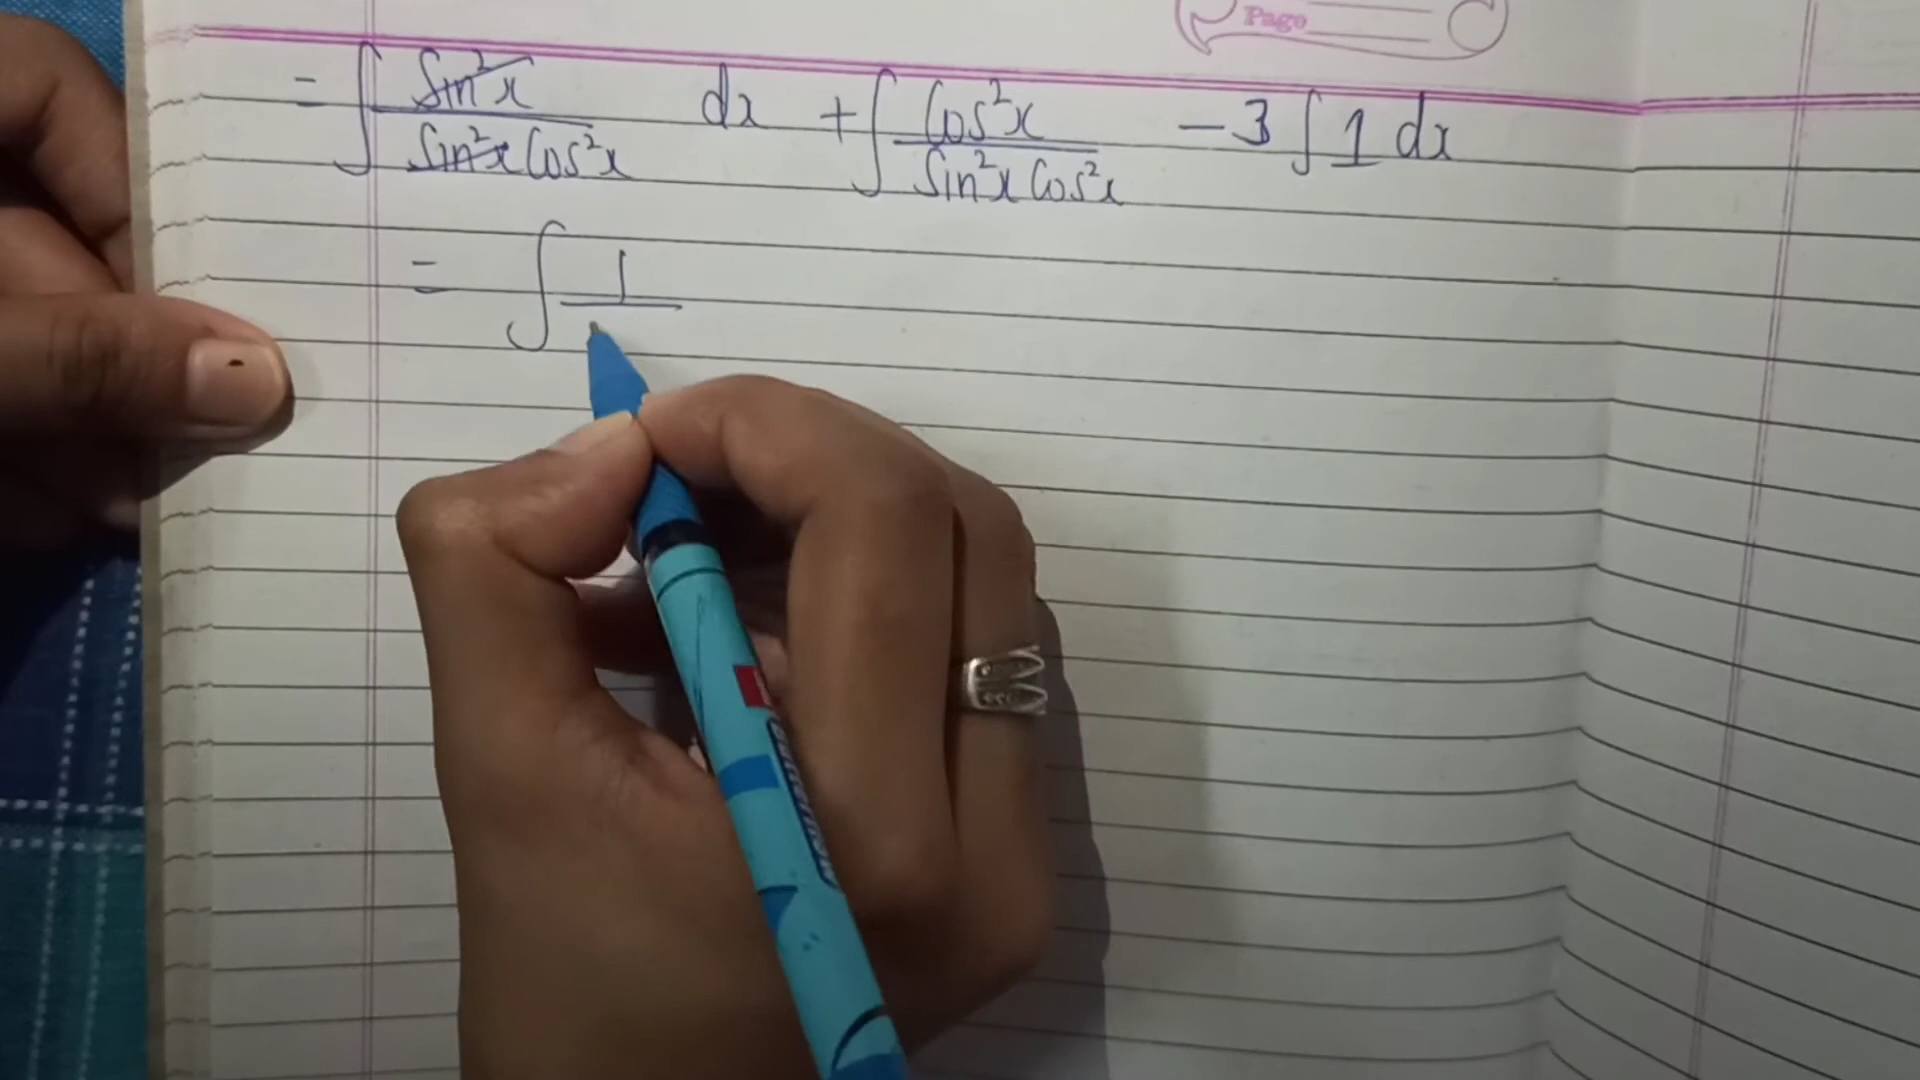 Page
= ∫ Sin²x / Sin²x Cos²x dx + ∫ Cos²x / Sin²x Cos²x - 3 ∫ 1 dx
= ∫ 1 /